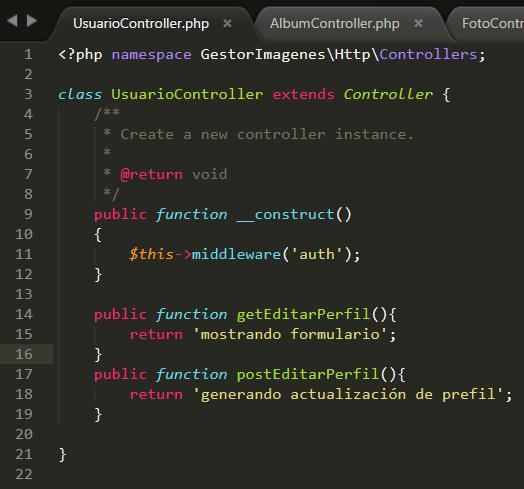 UsuarioController.php × AlbumController.php × FotoContr
1 <?php namespace GestorImagenes\Http\Controllers;
2
3 class UsuarioController extends Controller {
4 /**
5 * Create a new controller instance.
6 *
7 * @return void
8 */
9 public function __construct()
10 {
11 $this->middleware('auth');
12 }
13
14 public function getEditarPerfil(){
15 return 'mostrando formulario';
16 }
17 public function postEditarPerfil(){
18 return 'generando actualización de prefil';
19 }
20
21 }
22